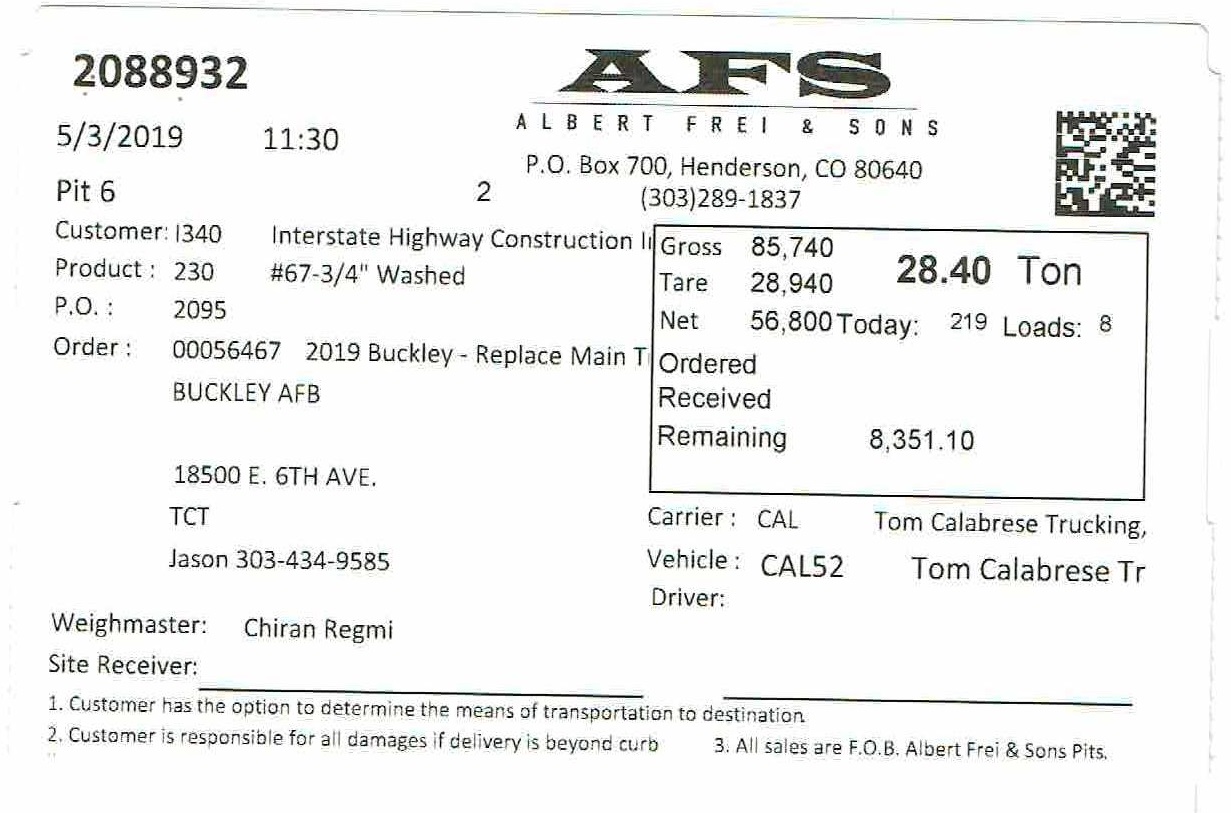 2088932
AFS
ALBERT FREI & SONS
5/3/2019 11:30
P.O. Box 700, Henderson, CO 80640
Pit 6 2 (303)289-1837
Customer: I340 Interstate Highway Construction I
Gross 85,740 28.40 Ton
Product : 230 #67-3/4" Washed
Tare 28,940
P.O. : 2095
Net 56,800 Today: 219 Loads: 8
Order : 00056467 2019 Buckley - Replace Main T
Ordered
BUCKLEY AFB
Received
Remaining 8,351.10
18500 E. 6TH AVE.
TCT
Carrier : CAL Tom Calabrese Trucking,
Jason 303-434-9585
Vehicle : CAL52 Tom Calabrese Tr
Driver:
Weighmaster: Chiran Regmi
Site Receiver:
1. Customer has the option to determine the means of transportation to destination
2. Customer is responsible for all damages if delivery is beyond curb 3. All sales are F.O.B. Albert Frei & Sons Pits.